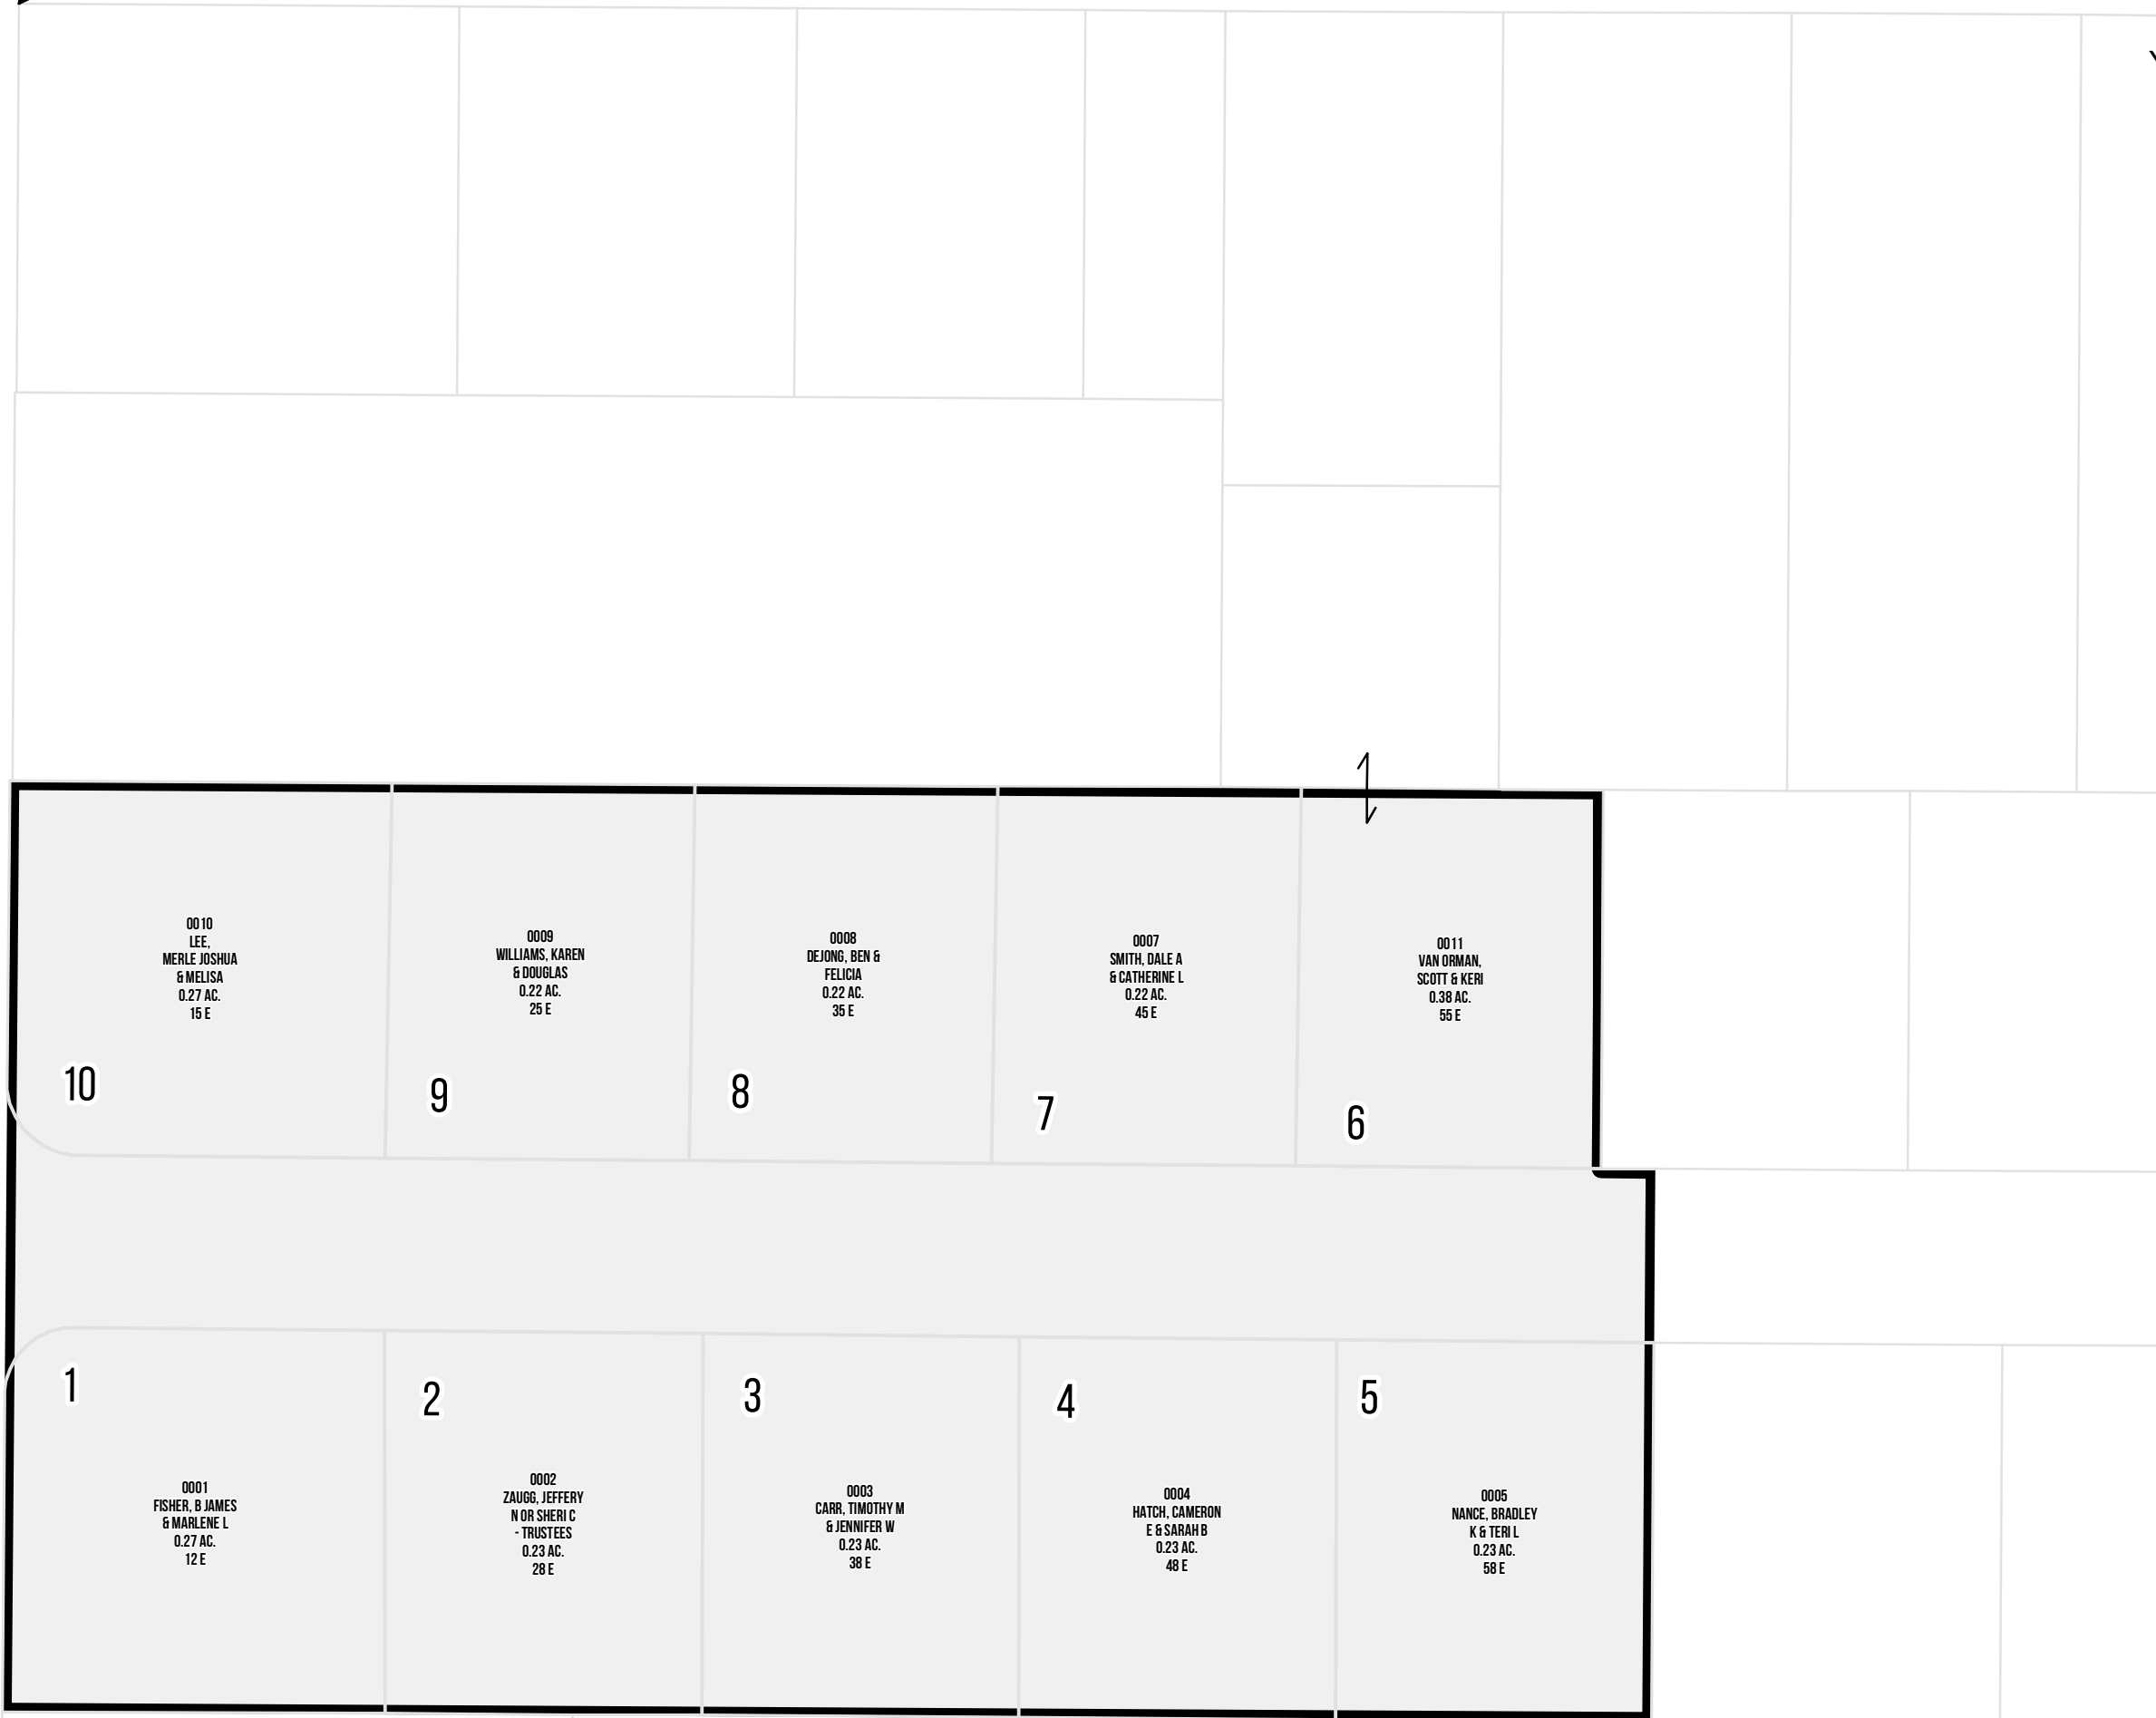 0010
LEE,
MERLE JOSHUA
& MELISA
0.27 AC.
15 E
10
0009
WILLIAMS, KAREN
& DOUGLAS
0.22 AC.
25 E
9
0008
DEJONG, BEN &
FELICIA
0.22 AC.
35 E
8
0007
SMITH, DALE A
& CATHERINE L
0.22 AC.
45 E
7
0011
VAN ORMAN,
SCOTT & KERI
0.38 AC.
55 E
6
1
0001
FISHER, B JAMES
& MARLENE L
0.27 AC.
12 E
2
0002
ZAUGG, JEFFERY
N OR SHERI C
- TRUSTEES
0.23 AC.
28 E
3
0003
CARR, TIMOTHY M
& JENNIFER W
0.23 AC.
38 E
4
0004
HATCH, CAMERON
E & SARAH B
0.23 AC.
48 E
5
0005
NANCE, BRADLEY
K & TERI L
0.23 AC.
58 E